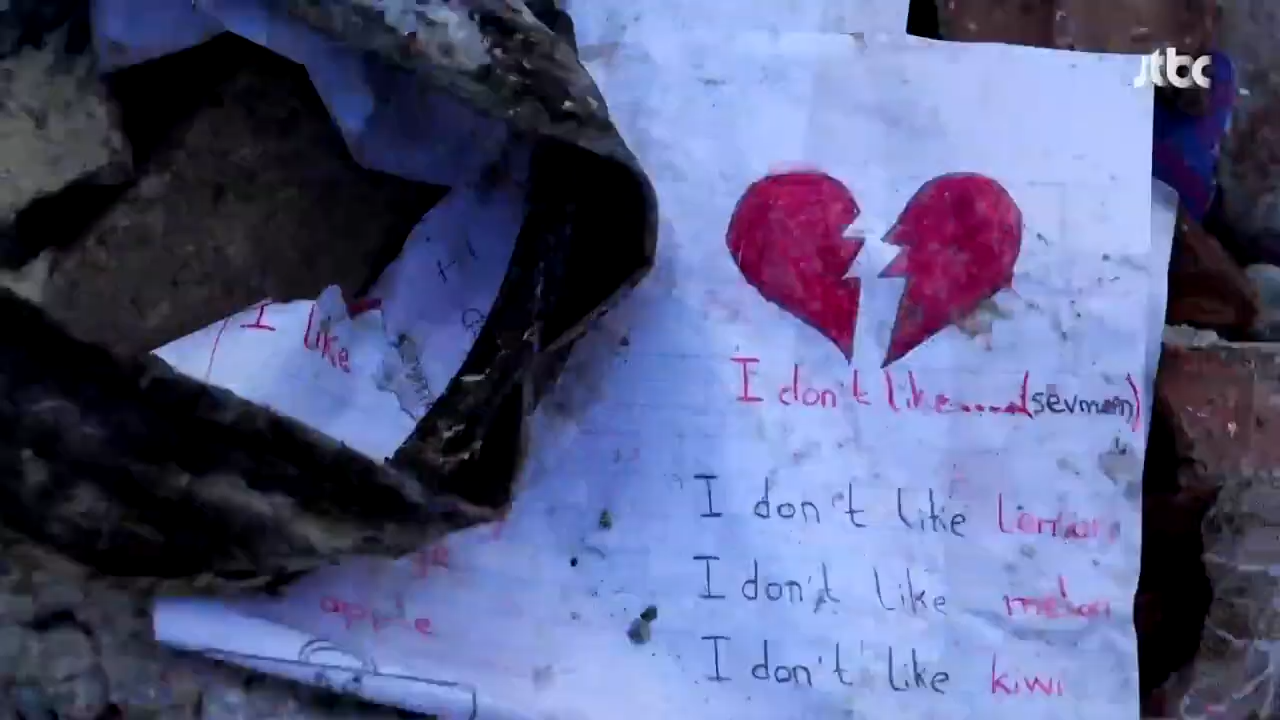 jtbc
I like
apple
I don't like.....(sevmem)
I don't like lemon
I don't like melon
I don't like kiwi